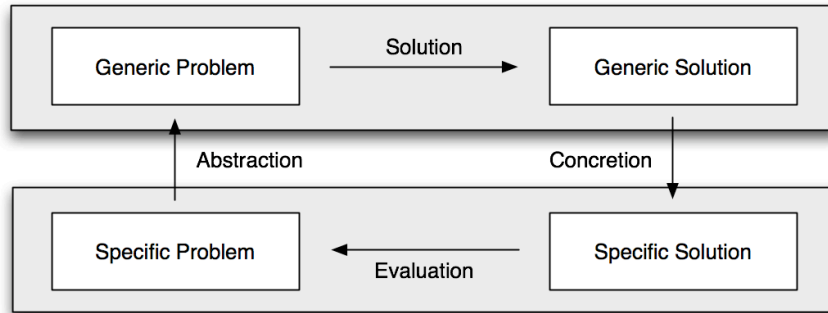 Generic Problem
Solution
Generic Solution
Abstraction
Concretion
Specific Problem
Evaluation
Specific Solution